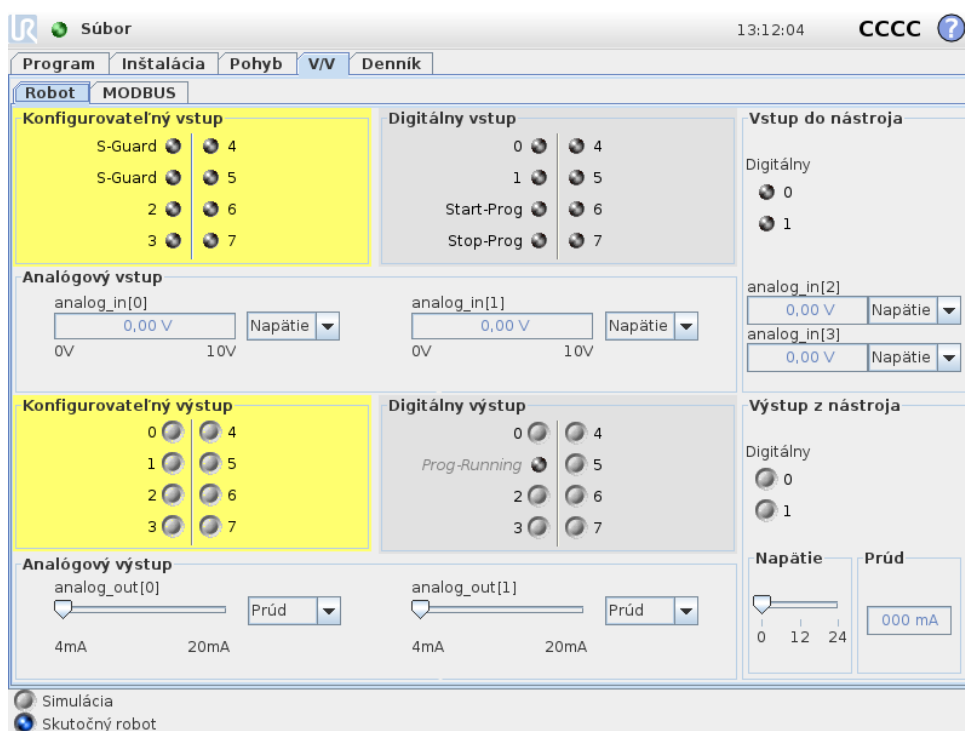 UR Súbor 13:12:04 CCCC ?
Program Inštalácia Pohyb V/V Denník
Robot MODBUS
Konfigurovateľný vstup
S-Guard 4
S-Guard 5
2 6
3 7
Digitálny vstup
0 4
1 5
Start-Prog 6
Stop-Prog 7
Vstup do nástroja
Digitálny
0
1
analog_in[2]
0,00 V Napätie
analog_in[3]
0,00 V Napätie
Analógový vstup
analog_in[0]
0,00 V Napätie
0V 10V
analog_in[1]
0,00 V Napätie
0V 10V
Konfigurovateľný výstup
0 4
1 5
2 6
3 7
Digitálny výstup
0 4
Prog-Running 5
2 6
3 7
Výstup z nástroja
Digitálny
0
1
Napätie
0 12 24
Prúd
000 mA
Analógový výstup
analog_out[0]
Prúd
4mA 20mA
analog_out[1]
Prúd
4mA 20mA
Simulácia
Skutočný robot